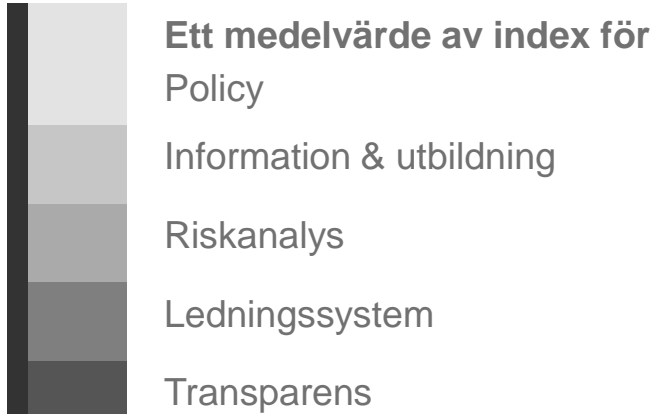 Ett medelvärde av index för
Policy
Information & utbildning
Riskanalys
Ledningssystem
Transparens